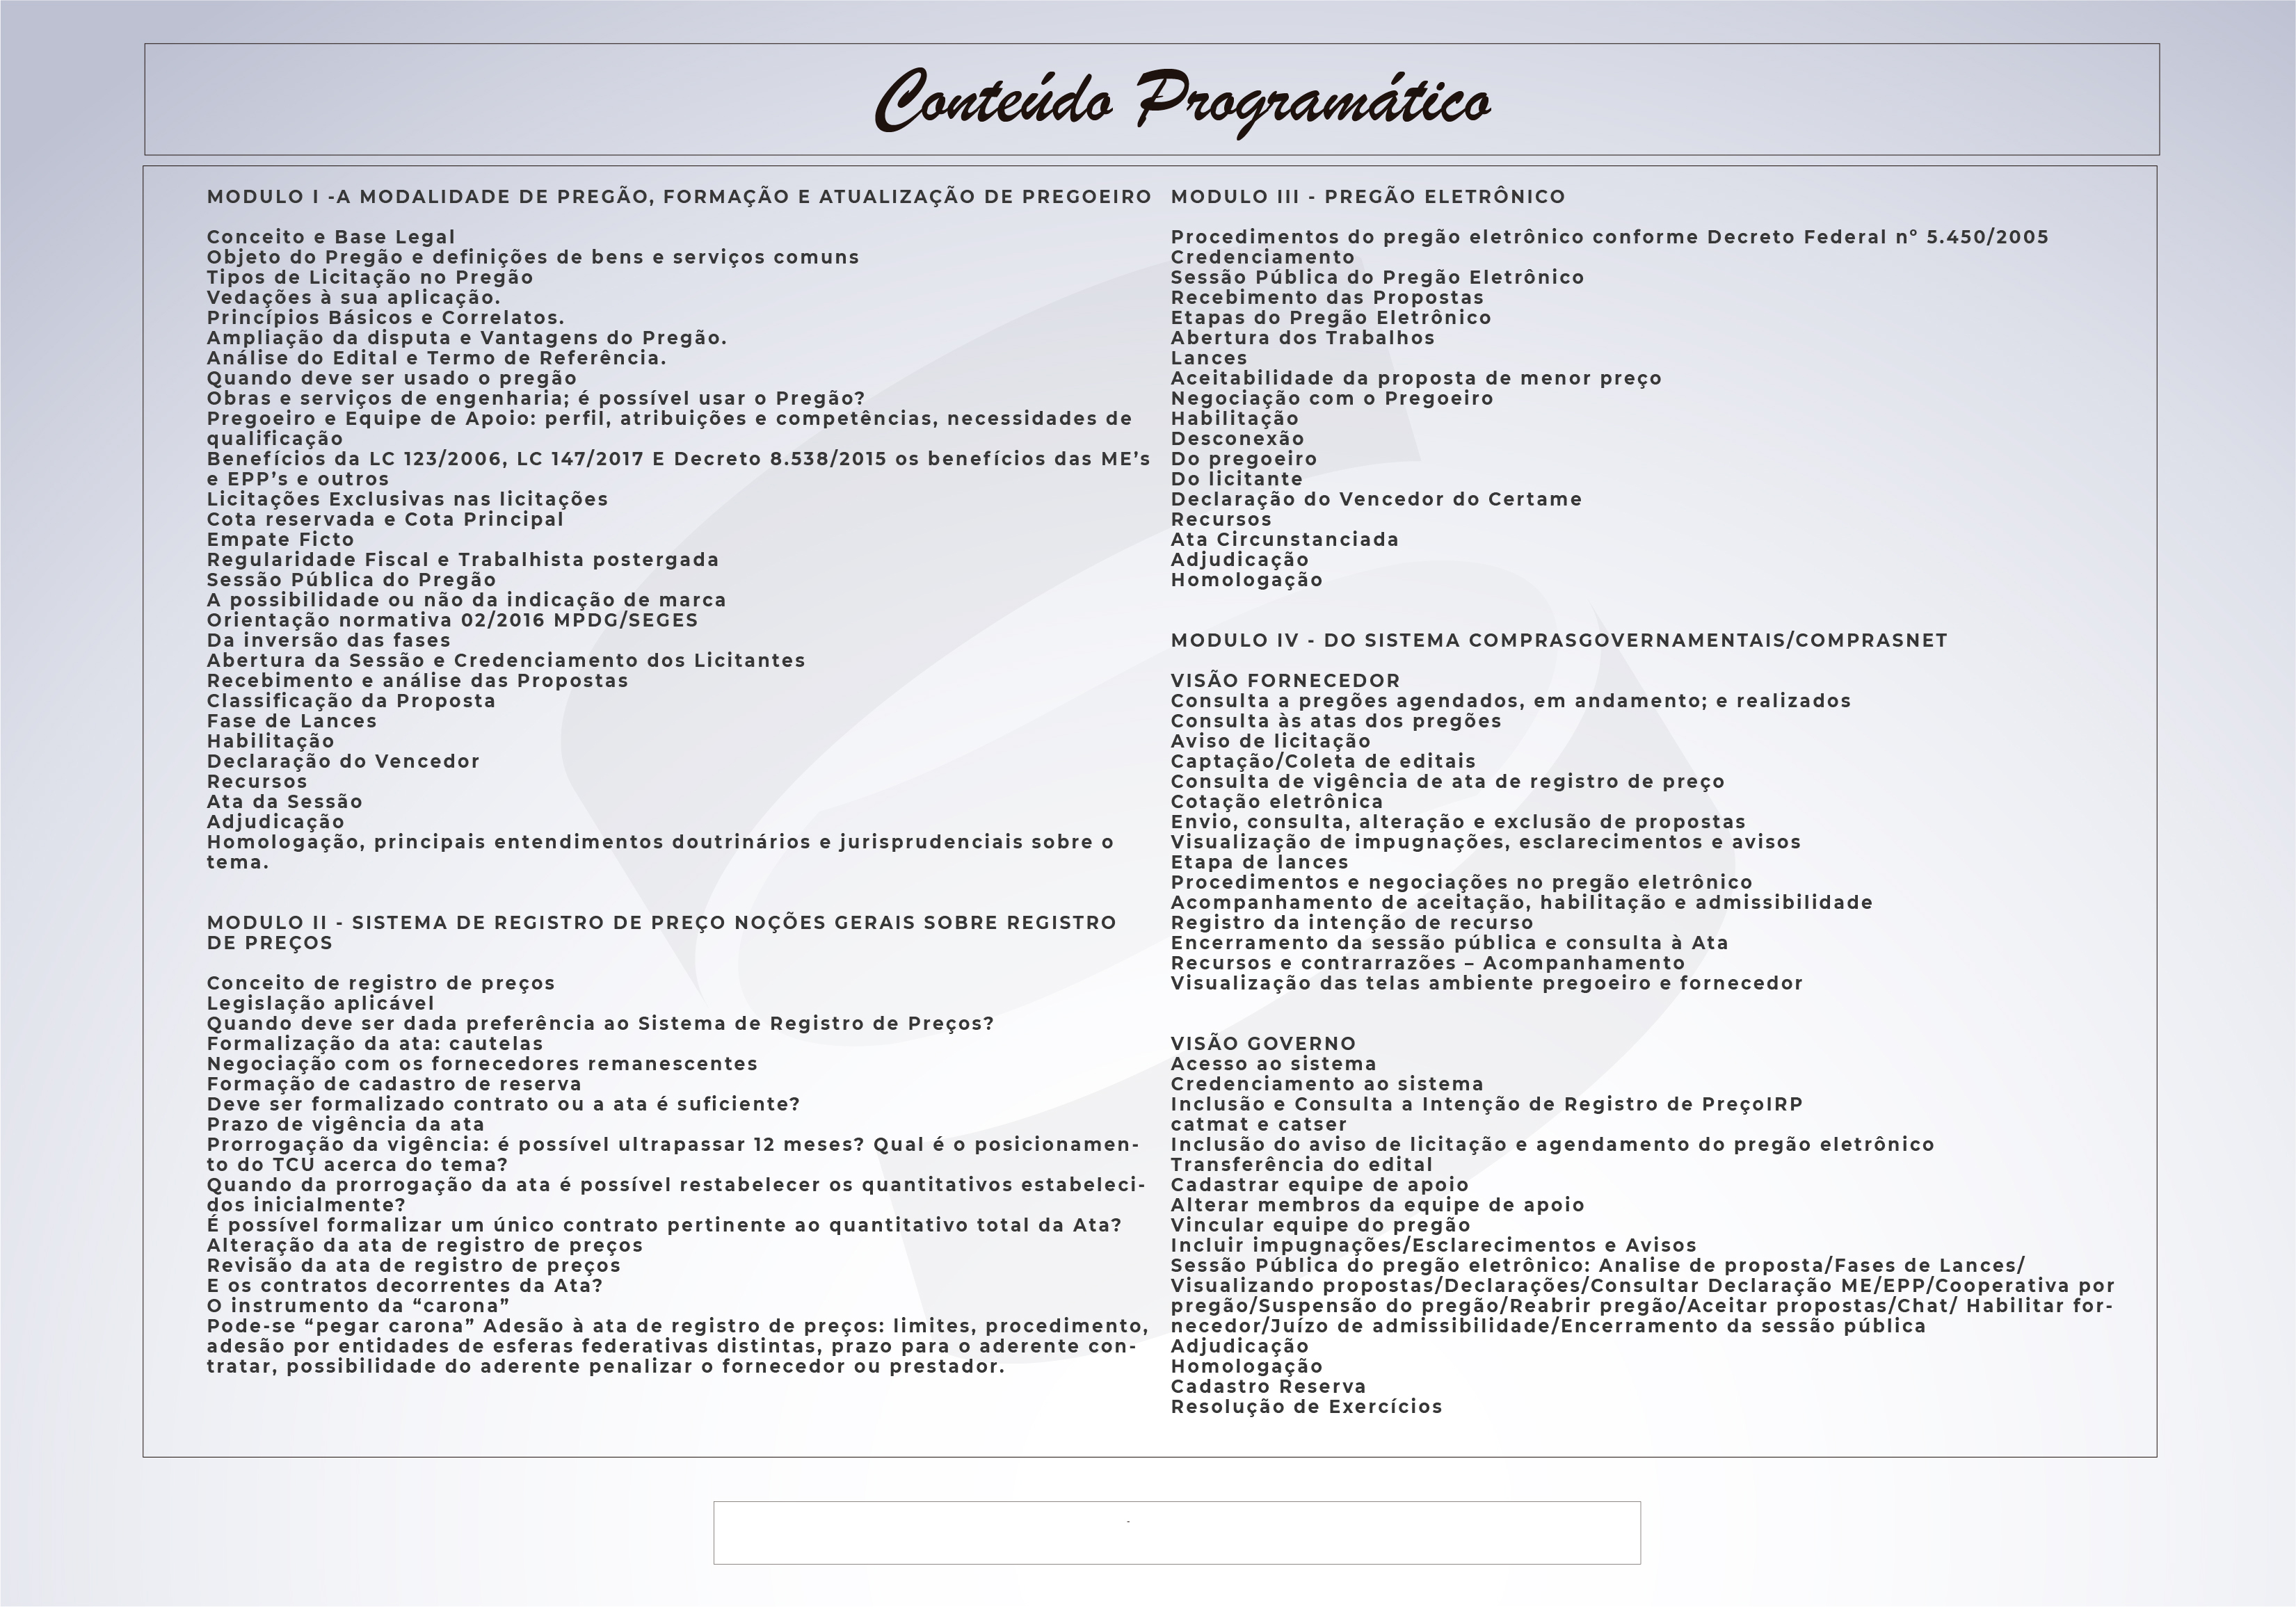 Conteúdo Programático
MODULO I -A MODALIDADE DE PREGÃO, FORMAÇÃO E ATUALIZAÇÃO DE PREGOEIRO
Conceito e Base Legal
Objeto do Pregão e definições de bens e serviços comuns
Tipos de Licitação no Pregão
Vedações à sua aplicação.
Princípios Básicos e Correlatos.
Ampliação da disputa e Vantagens do Pregão.
Análise do Edital e Termo de Referência.
Quando deve ser usado o pregão
Obras e serviços de engenharia; é possível usar o Pregão?
Pregoeiro e Equipe de Apoio: perfil, atribuições e competências, necessidades de
qualificação
Benefícios da LC 123/2006, LC 147/2017 E Decreto 8.538/2015 os benefícios das ME’s
e EPP’s e outros
Licitações Exclusivas nas licitações
Cota reservada e Cota Principal
Empate Ficto
Regularidade Fiscal e Trabalhista postergada
Sessão Pública do Pregão
A possibilidade ou não da indicação de marca
Orientação normativa 02/2016 MPDG/SEGES
Da inversão das fases
Abertura da Sessão e Credenciamento dos Licitantes
Recebimento e análise das Propostas
Classificação da Proposta
Fase de Lances
Habilitação
Declaração do Vencedor
Recursos
Ata da Sessão
Adjudicação
Homologação, principais entendimentos doutrinários e jurisprudenciais sobre o
tema.
MODULO II - SISTEMA DE REGISTRO DE PREÇO NOÇÕES GERAIS SOBRE REGISTRO
DE PREÇOS
Conceito de registro de preços
Legislação aplicável
Quando deve ser dada preferência ao Sistema de Registro de Preços?
Formalização da ata: cautelas
Negociação com os fornecedores remanescentes
Formação de cadastro de reserva
Deve ser formalizado contrato ou a ata é suficiente?
Prazo de vigência da ata
Prorrogação da vigência: é possível ultrapassar 12 meses? Qual é o posicionamen-
to do TCU acerca do tema?
Quando da prorrogação da ata é possível restabelecer os quantitativos estabeleci-
dos inicialmente?
É possível formalizar um único contrato pertinente ao quantitativo total da Ata?
Alteração da ata de registro de preços
Revisão da ata de registro de preços
E os contratos decorrentes da Ata?
O instrumento da “carona”
Pode-se “pegar carona” Adesão à ata de registro de preços: limites, procedimento,
adesão por entidades de esferas federativas distintas, prazo para o aderente con-
tratar, possibilidade do aderente penalizar o fornecedor ou prestador.
MODULO III - PREGÃO ELETRÔNICO
Procedimentos do pregão eletrônico conforme Decreto Federal nº 5.450/2005
Credenciamento
Sessão Pública do Pregão Eletrônico
Recebimento das Propostas
Etapas do Pregão Eletrônico
Abertura dos Trabalhos
Lances
Aceitabilidade da proposta de menor preço
Negociação com o Pregoeiro
Habilitação
Desconexão
Do pregoeiro
Do licitante
Declaração do Vencedor do Certame
Recursos
Ata Circunstanciada
Adjudicação
Homologação
MODULO IV - DO SISTEMA COMPRASGOVERNAMENTAIS/COMPRASNET
VISÃO FORNECEDOR
Consulta a pregões agendados, em andamento; e realizados
Consulta às atas dos pregões
Aviso de licitação
Captação/Coleta de editais
Consulta de vigência de ata de registro de preço
Cotação eletrônica
Envio, consulta, alteração e exclusão de propostas
Visualização de impugnações, esclarecimentos e avisos
Etapa de lances
Procedimentos e negociações no pregão eletrônico
Acompanhamento de aceitação, habilitação e admissibilidade
Registro da intenção de recurso
Encerramento da sessão pública e consulta à Ata
Recursos e contrarrazões – Acompanhamento
Visualização das telas ambiente pregoeiro e fornecedor
VISÃO GOVERNO
Acesso ao sistema
Credenciamento ao sistema
Inclusão e Consulta a Intenção de Registro de PreçoIRP
catmat e catser
Inclusão do aviso de licitação e agendamento do pregão eletrônico
Transferência do edital
Cadastrar equipe de apoio
Alterar membros da equipe de apoio
Vincular equipe do pregão
Incluir impugnações/Esclarecimentos e Avisos
Sessão Pública do pregão eletrônico: Analise de proposta/Fases de Lances/
Visualizando propostas/Declarações/Consultar Declaração ME/EPP/Cooperativa por
pregão/Suspensão do pregão/Reabrir pregão/Aceitar propostas/Chat/ Habilitar for-
necedor/Juízo de admissibilidade/Encerramento da sessão pública
Adjudicação
Homologação
Cadastro Reserva
Resolução de Exercícios
-